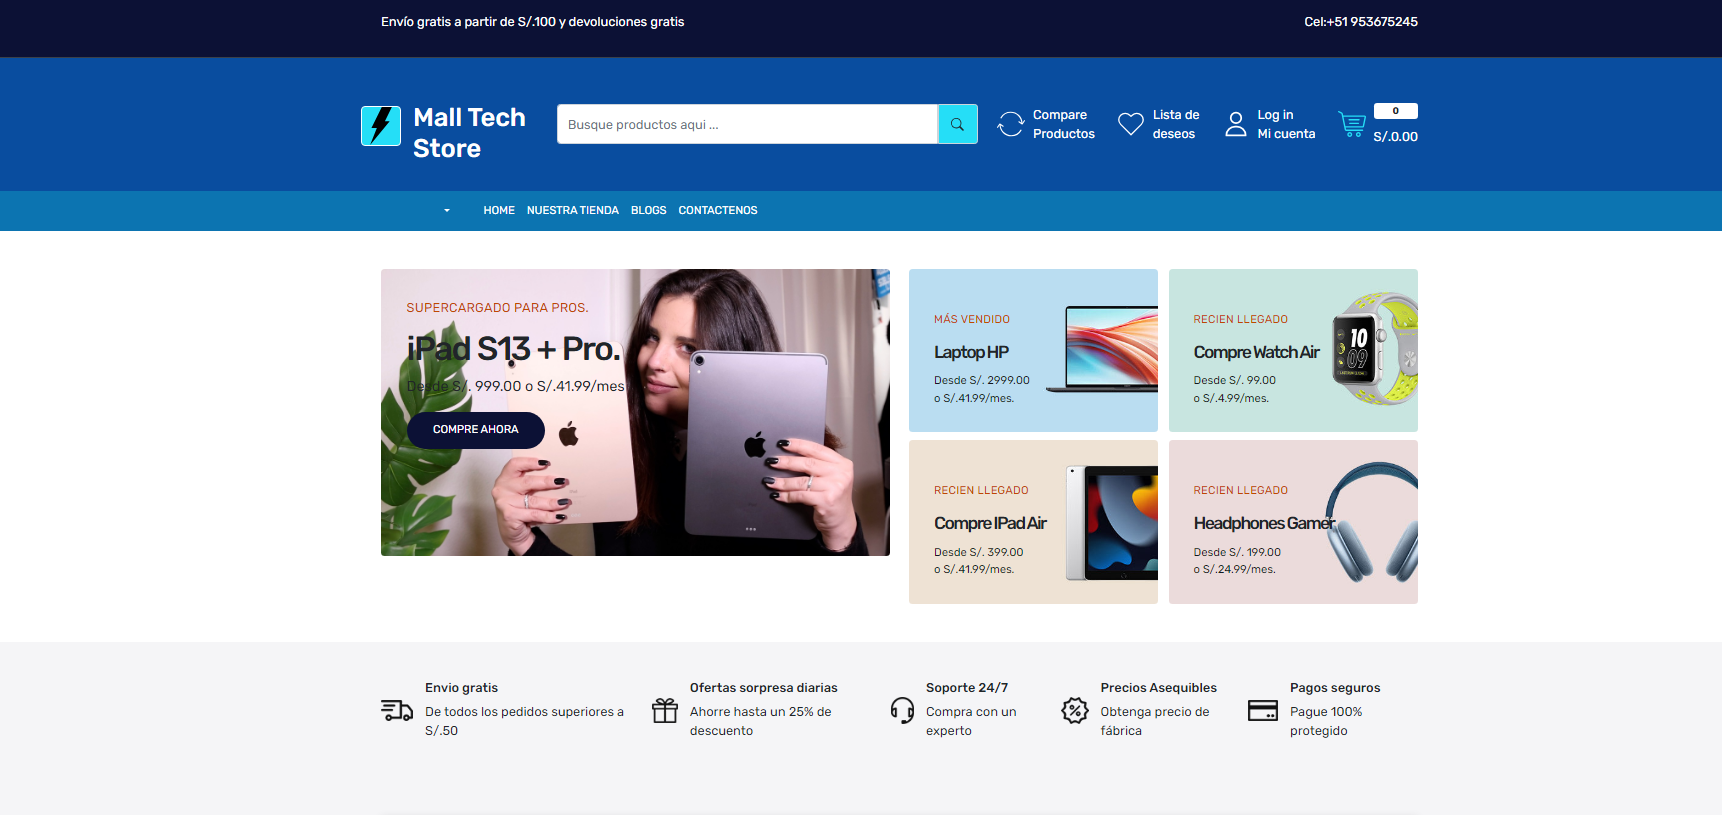 Envío gratis a partir de S/.100 y devoluciones gratis
Cel:+51 953675245
Mall Tech
Store
Busque productos aqui ...
Compare
Productos
Lista de
deseos
Log in
Mi cuenta
0
S/.0.00
HOME
NUESTRA TIENDA
BLOGS
CONTACTENOS
SUPERCARGADO PARA PROS.
iPad S13 + Pro.
Desde S/. 999.00 o S/.41.99/mes
COMPRE AHORA
MÁS VENDIDO
Laptop HP
Desde S/. 2999.00
o S/.41.99/mes.
RECIEN LLEGADO
Compre Watch Air
Desde S/. 99.00
o S/.4.99/mes.
10
09
RECIEN LLEGADO
Compre IPad Air
Desde S/. 399.00
o S/.41.99/mes.
RECIEN LLEGADO
Headphones Gamer
Desde S/. 199.00
o S/.24.99/mes.
Envio gratis
De todos los pedidos superiores a
S/.50
Ofertas sorpresa diarias
Ahorre hasta un 25% de
descuento
Soporte 24/7
Compra con un
experto
Precios Asequibles
Obtenga precio de
fábrica
Pagos seguros
Pague 100%
protegido